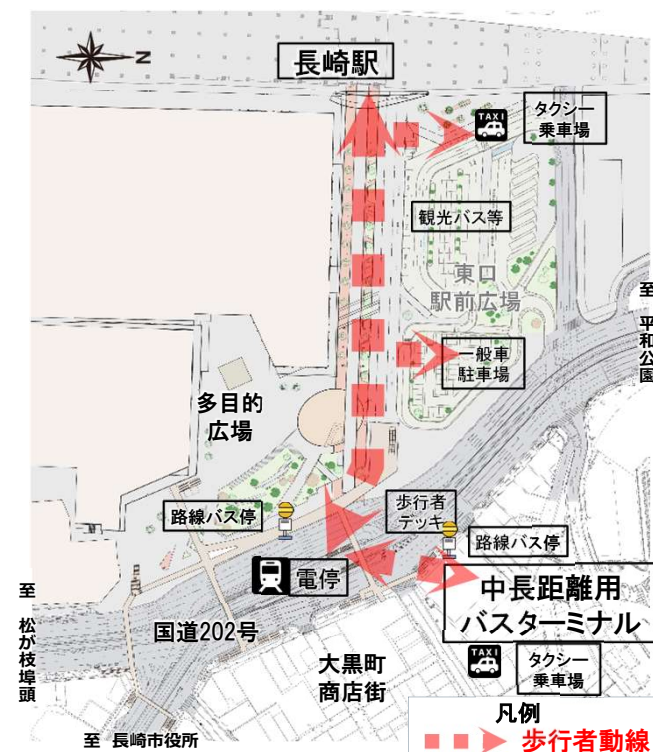 N
長崎駅
TAXI
タクシー
乗車場
観光バス等
東口
駅前広場
至 平和公園
一般車
駐車場
多目的
広場
歩行者
デッキ
路線バス停
路線バス停
電停
中長距離用
バスターミナル
国道202号
至 松が枝埠頭
大黒町
商店街
TAXI
タクシー
乗車場
至 長崎市役所
凡例
歩行者動線